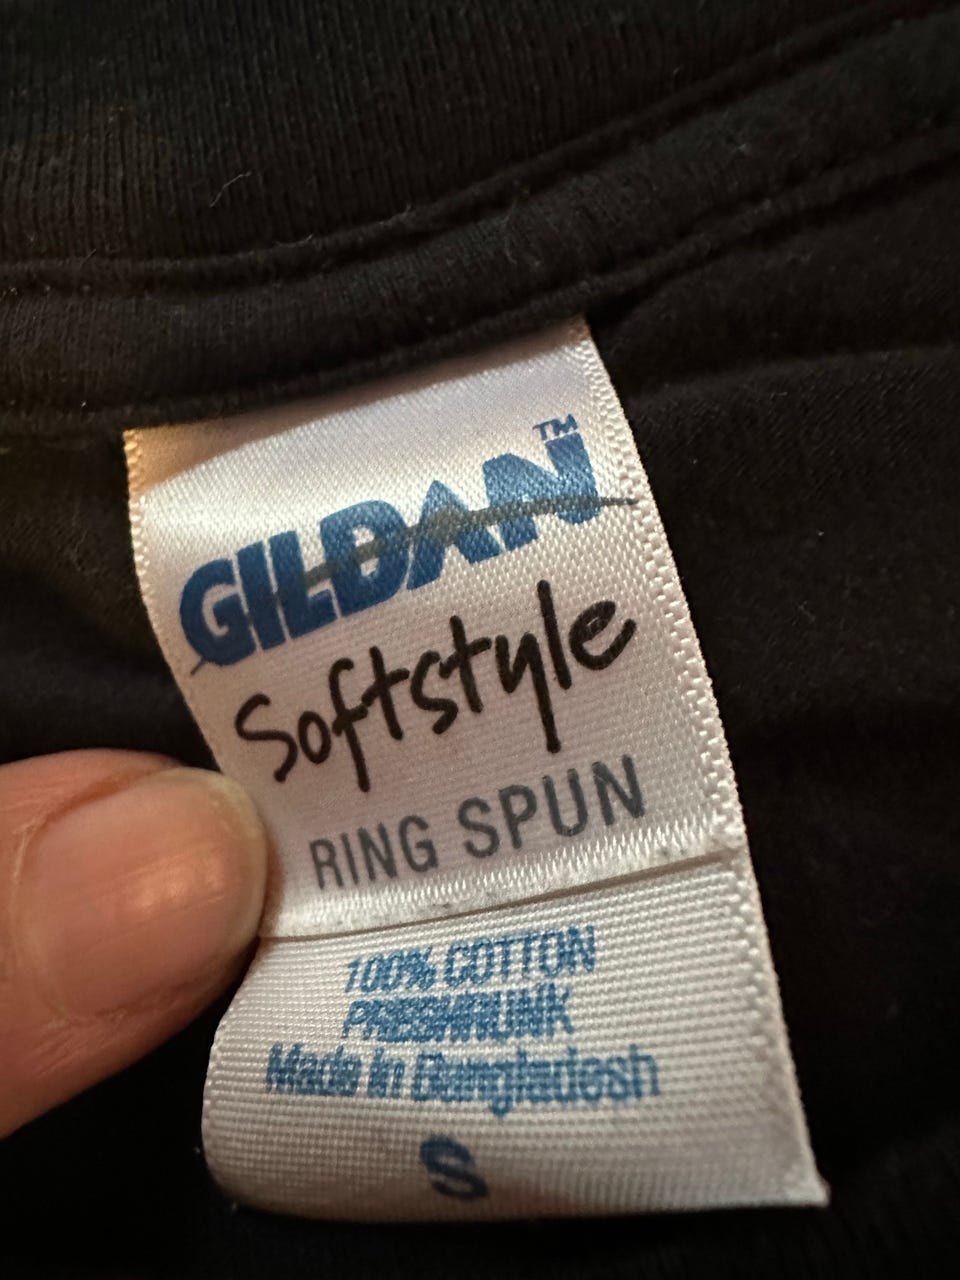 GILDAN™
Softstyle
RING SPUN
100% COTTON
PRESHRUNK
Made in Bangladesh
S